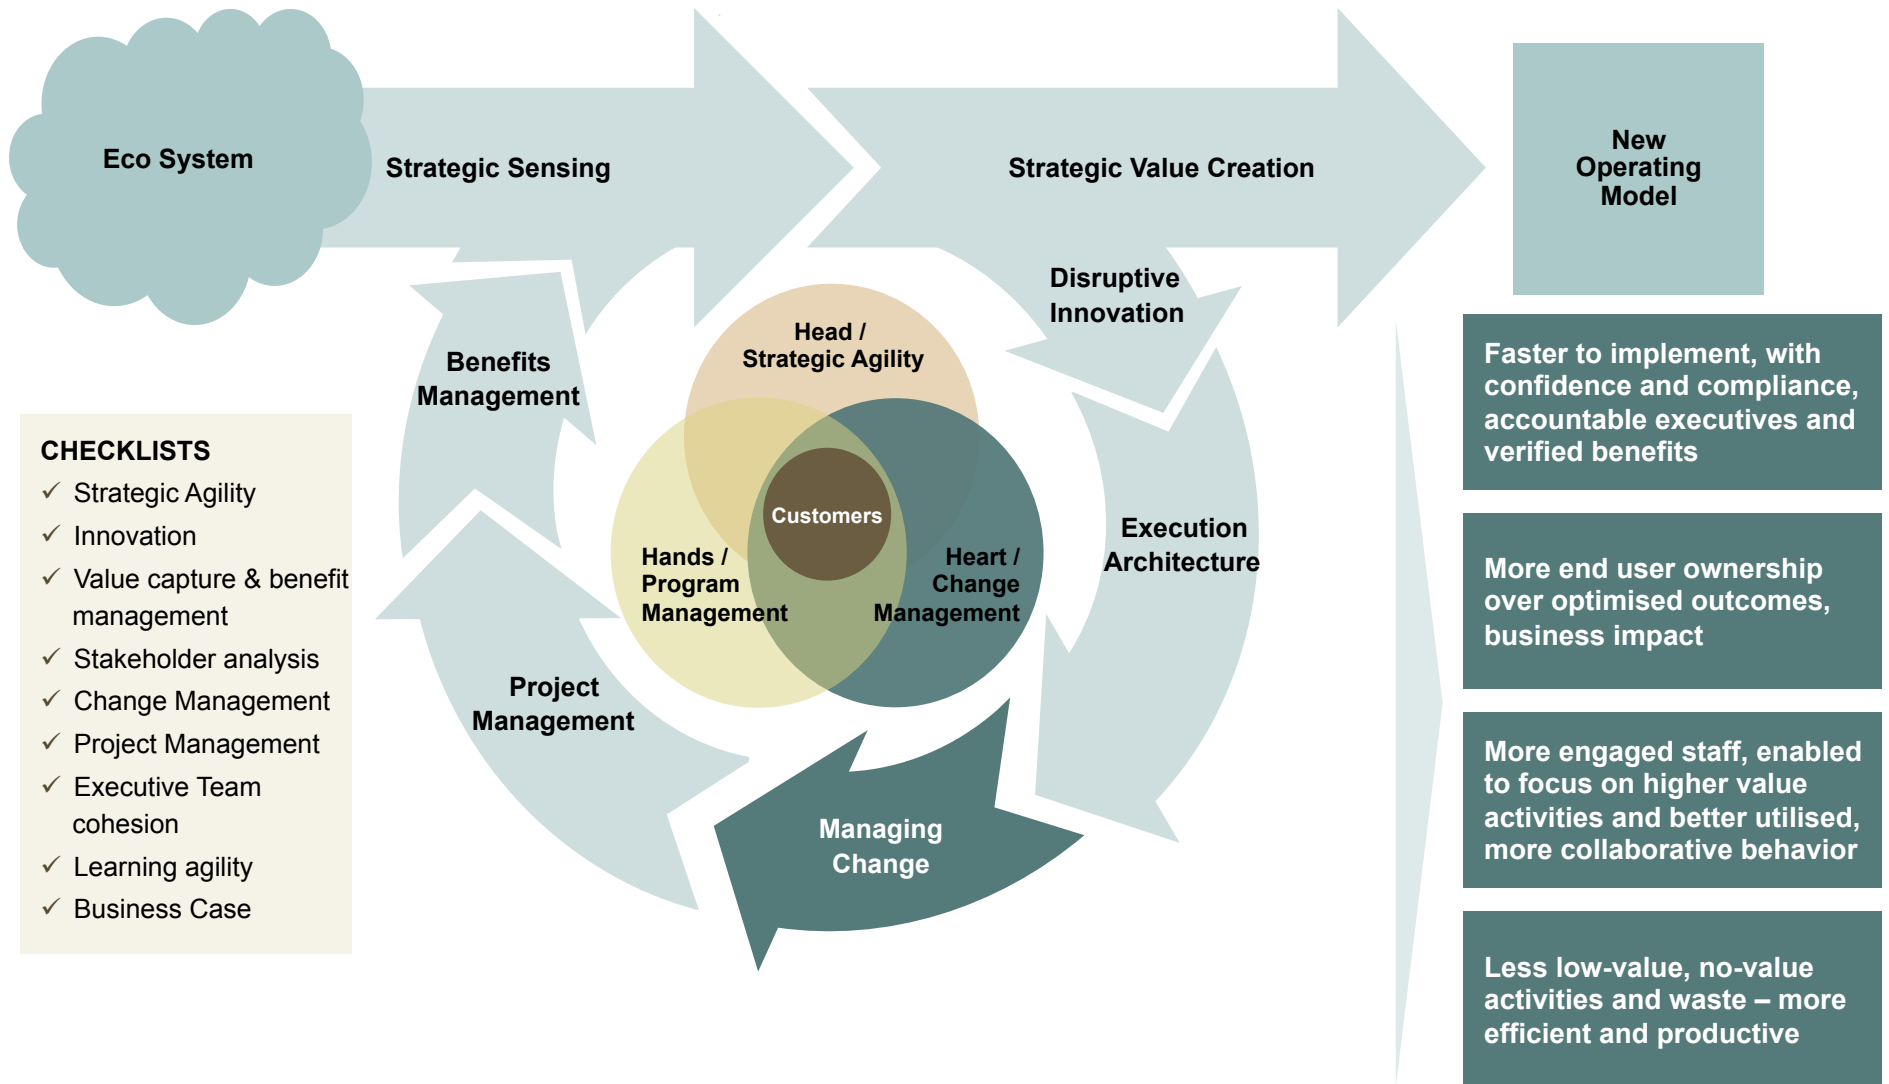 Eco System
Strategic Sensing
Strategic Value Creation
New
Operating
Model
Disruptive
Innovation
Head /
Strategic Agility
Benefits
Management
Customers
Hands /
Program
Management
Heart /
Change
Management
Execution
Architecture
Project
Management
Managing
Change
CHECKLISTS
✓ Strategic Agility
✓ Innovation
✓ Value capture & benefit
management
✓ Stakeholder analysis
✓ Change Management
✓ Project Management
✓ Executive Team
cohesion
✓ Learning agility
✓ Business Case
Faster to implement, with
confidence and compliance,
accountable executives and
verified benefits
More end user ownership
over optimised outcomes,
business impact
More engaged staff, enabled
to focus on higher value
activities and better utilised,
more collaborative behavior
Less low-value, no-value
activities and waste – more
efficient and productive